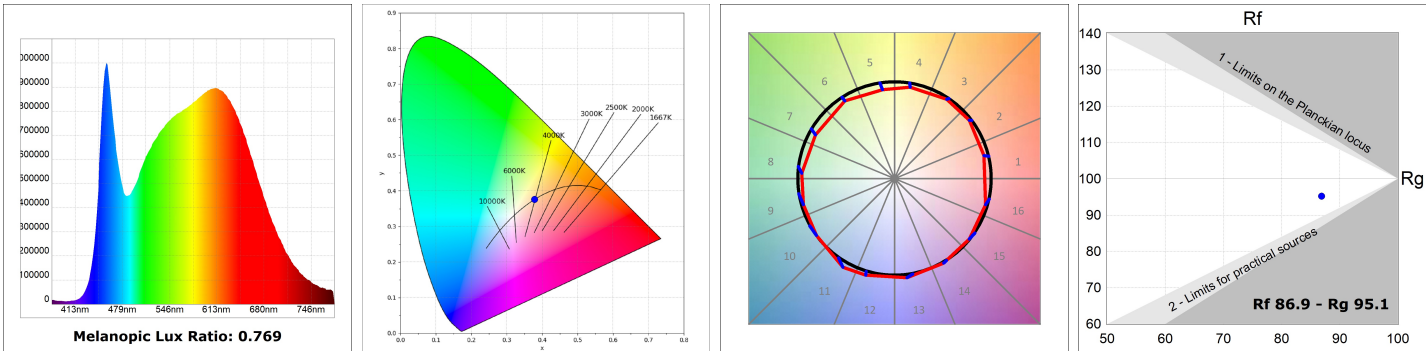 000000
900000
800000
700000
600000
500000
400000
300000
200000
100000
0
413nm 479nm 546nm 613nm 680nm 746nm
Melanopic Lux Ratio: 0.769
0.9
0.8
0.7
0.6
0.5
0.4
0.3
0.2
0.1
0.0
y
0.0 0.1 0.2 0.3 0.4 0.5 0.6 0.7 0.8
x
10000K
6000K
4000K
3000K
2500K
2000K
1667K
1
2
3
4
5
6
7
8
9
10
11
12
13
14
15
16
Rf
140
130
120
110
100
90
80
70
60
50 60 70 80 90 100
Rg
1 - Limits on the Planckian locus
2 - Limits for practical sources
Rf 86.9 - Rg 95.1